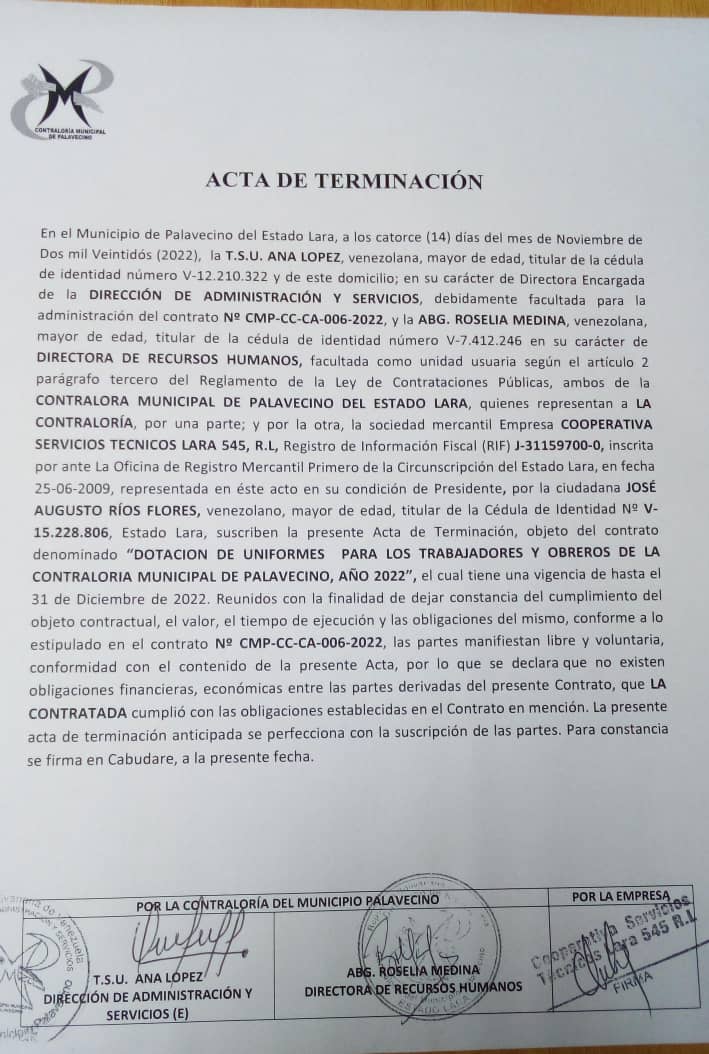 CONTRALORÍA MUNICIPAL
DE PALAVECINO
ACTA DE TERMINACIÓN
En el Municipio de Palavecino del Estado Lara, a los catorce (14) días del mes de Noviembre de
Dos mil Veintidós (2022), la T.S.U. ANA LOPEZ, venezolana, mayor de edad, titular de la cédula
de identidad número V-12.210.322 y de este domicilio; en su carácter de Directora Encargada
de la DIRECCIÓN DE ADMINISTRACIÓN Y SERVICIOS, debidamente facultada para la
administración del contrato Nº CMP-CC-CA-006-2022, y la ABG. ROSELIA MEDINA, venezolana,
mayor de edad, titular de la cédula de identidad número V-7.412.246 en su carácter de
DIRECTORA DE RECURSOS HUMANOS, facultada como unidad usuaria según el artículo 2
parágrafo tercero del Reglamento de la Ley de Contrataciones Públicas, ambos de la
CONTRALORA MUNICIPAL DE PALAVECINO DEL ESTADO LARA, quienes representan a LA
CONTRALORÍA, por una parte; y por la otra, la sociedad mercantil Empresa COOPERATIVA
SERVICIOS TECNICOS LARA 545, R.L, Registro de Información Fiscal (RIF) J-31159700-0, inscrita
por ante La Oficina de Registro Mercantil Primero de la Circunscripción del Estado Lara, en fecha
25-06-2009, representada en éste acto en su condición de Presidente, por la ciudadana JOSÉ
AUGUSTO RÍOS FLORES, venezolano, mayor de edad, titular de la Cédula de Identidad Nº V-
15.228.806, Estado Lara, suscriben la presente Acta de Terminación, objeto del contrato
denominado “DOTACION DE UNIFORMES PARA LOS TRABAJADORES Y OBREROS DE LA
CONTRALORIA MUNICIPAL DE PALAVECINO, AÑO 2022”, el cual tiene una vigencia de hasta el
31 de Diciembre de 2022. Reunidos con la finalidad de dejar constancia del cumplimiento del
objeto contractual, el valor, el tiempo de ejecución y las obligaciones del mismo, conforme a lo
estipulado en el contrato Nº CMP-CC-CA-006-2022, las partes manifiestan libre y voluntaria,
conformidad con el contenido de la presente Acta, por lo que se declara que no existen
obligaciones financieras, económicas entre las partes derivadas del presente Contrato, que LA
CONTRATADA cumplió con las obligaciones establecidas en el Contrato en mención. La presente
acta de terminación anticipada se perfecciona con la suscripción de las partes. Para constancia
se firma en Cabudare, a la presente fecha.
POR LA CONTRALORÍA DEL MUNICIPIO PALAVECINO
POR LA EMPRESA
T.S.U. ANA LÓPEZ
DIRECCIÓN DE ADMINISTRACIÓN Y
SERVICIOS (E)
ABG. ROSELIA MEDINA
DIRECTORA DE RECURSOS HUMANOS
ESTADO LARA
Cooperativa Servicios
Técnicos Lara 545 R.L
FIRMA